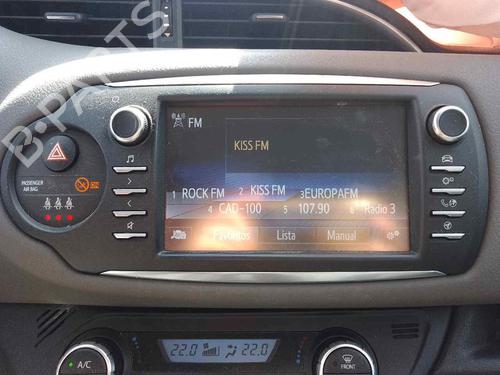 B-PARTS
FM
KISS FM
PASSENGER
AIR BAG
1 ROCK FM 2 KISS FM 3 EUROPAFM
4 CAD-100 5 107.90 6 Radio 3
Favoritos Lista Manual
22.0 22.0
A/C
FRONT